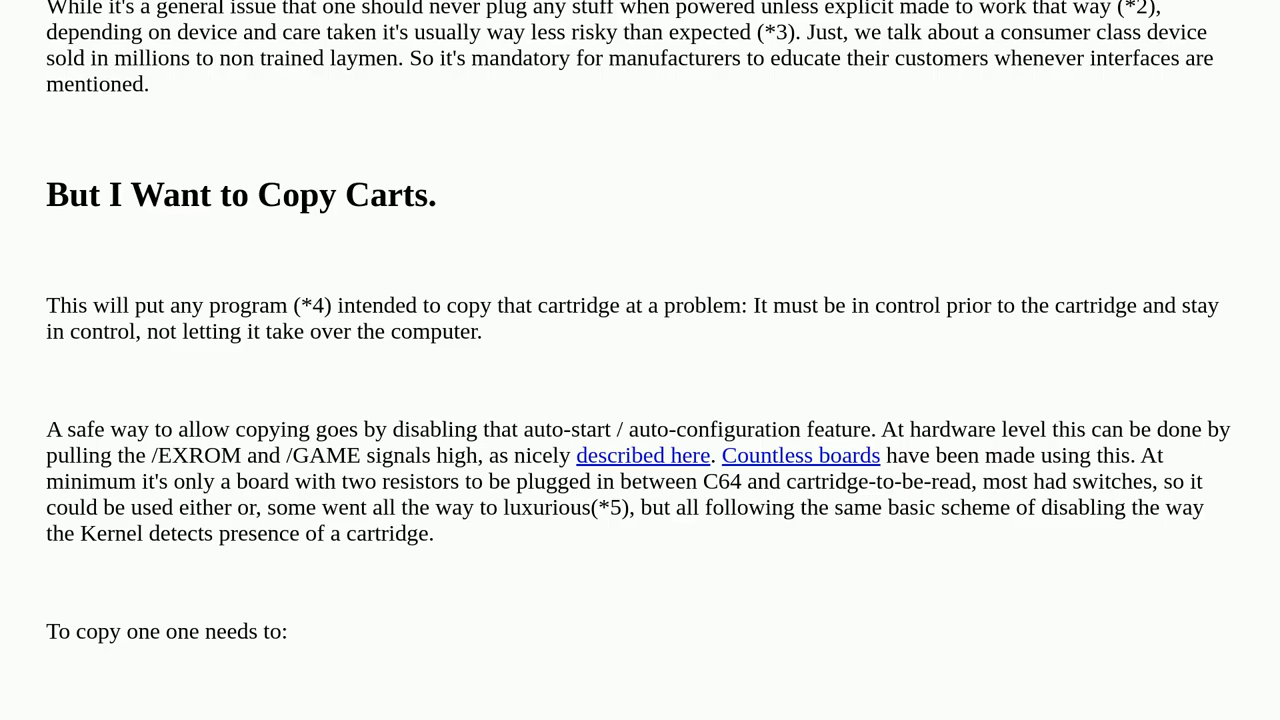 While it's a general issue that one should never plug any stuff when powered unless explicit made to work that way (*2),
depending on device and care taken it's usually way less risky than expected (*3). Just, we talk about a consumer class device
sold in millions to non trained laymen. So it's mandatory for manufacturers to educate their customers whenever interfaces are
mentioned.
But I Want to Copy Carts.
This will put any program (*4) intended to copy that cartridge at a problem: It must be in control prior to the cartridge and stay
in control, not letting it take over the computer.
A safe way to allow copying goes by disabling that auto-start / auto-configuration feature. At hardware level this can be done by
pulling the /EXROM and /GAME signals high, as nicely described here. Countless boards have been made using this. At
minimum it's only a board with two resistors to be plugged in between C64 and cartridge-to-be-read, most had switches, so it
could be used either or, some went all the way to luxurious(*5), but all following the same basic scheme of disabling the way
the Kernel detects presence of a cartridge.
To copy one one needs to: